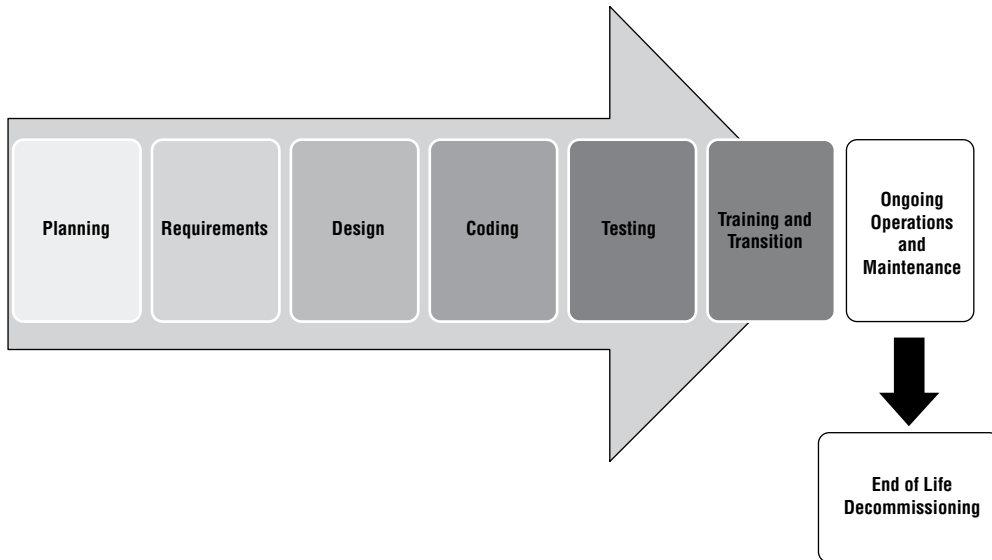 Planning
Requirements
Design
Coding
Testing
Training and
Transition
Ongoing
Operations
and
Maintenance
End of Life
Decommissioning